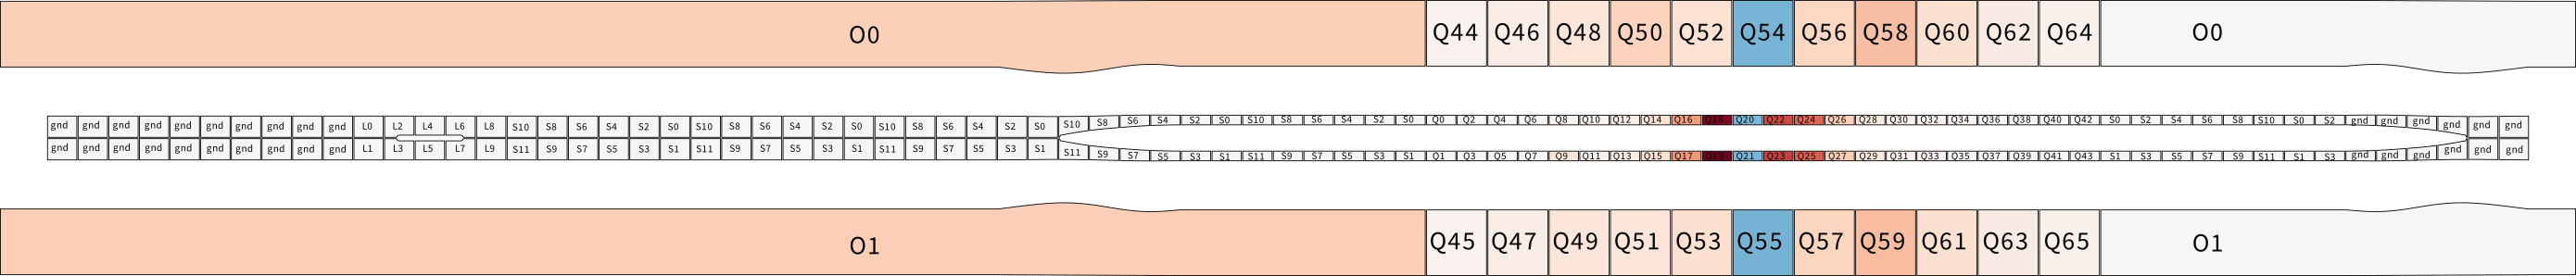 O0 Q44 Q46 Q48 Q50 Q52 Q54 Q56 Q58 Q60 Q62 Q64 O0
gnd gnd gnd gnd gnd gnd gnd gnd gnd gnd L0 L2 L4 L6 L8 S10 S8 S6 S4 S2 S0 S10 S8 S6 S4 S2 S0 S10 S8 S6 S4 S2 S0 S10 S8 S6 S4 S2 S0 S10 S8 S6 S4 S2 S0 Q0 Q2 Q4 Q6 Q8 Q10 Q12 Q14 Q16 Q18 Q20 Q22 Q24 Q26 Q28 Q30 Q32 Q34 Q36 Q38 Q40 Q42 S0 S2 S4 S6 S8 S10 S0 S2 gnd gnd gnd gnd gnd gnd
gnd gnd gnd gnd gnd gnd gnd gnd gnd gnd L1 L3 L5 L7 L9 S11 S9 S7 S5 S3 S1 S11 S9 S7 S5 S3 S1 S11 S9 S7 S5 S3 S1 S11 S9 S7 S5 S3 S1 S11 S9 S7 S5 S3 S1 Q1 Q3 Q5 Q7 Q9 Q11 Q13 Q15 Q17 Q19 Q21 Q23 Q25 Q27 Q29 Q31 Q33 Q35 Q37 Q39 Q41 Q43 S1 S3 S5 S7 S9 S11 S1 S3 gnd gnd gnd gnd gnd gnd
O1 Q45 Q47 Q49 Q51 Q53 Q55 Q57 Q59 Q61 Q63 Q65 O1